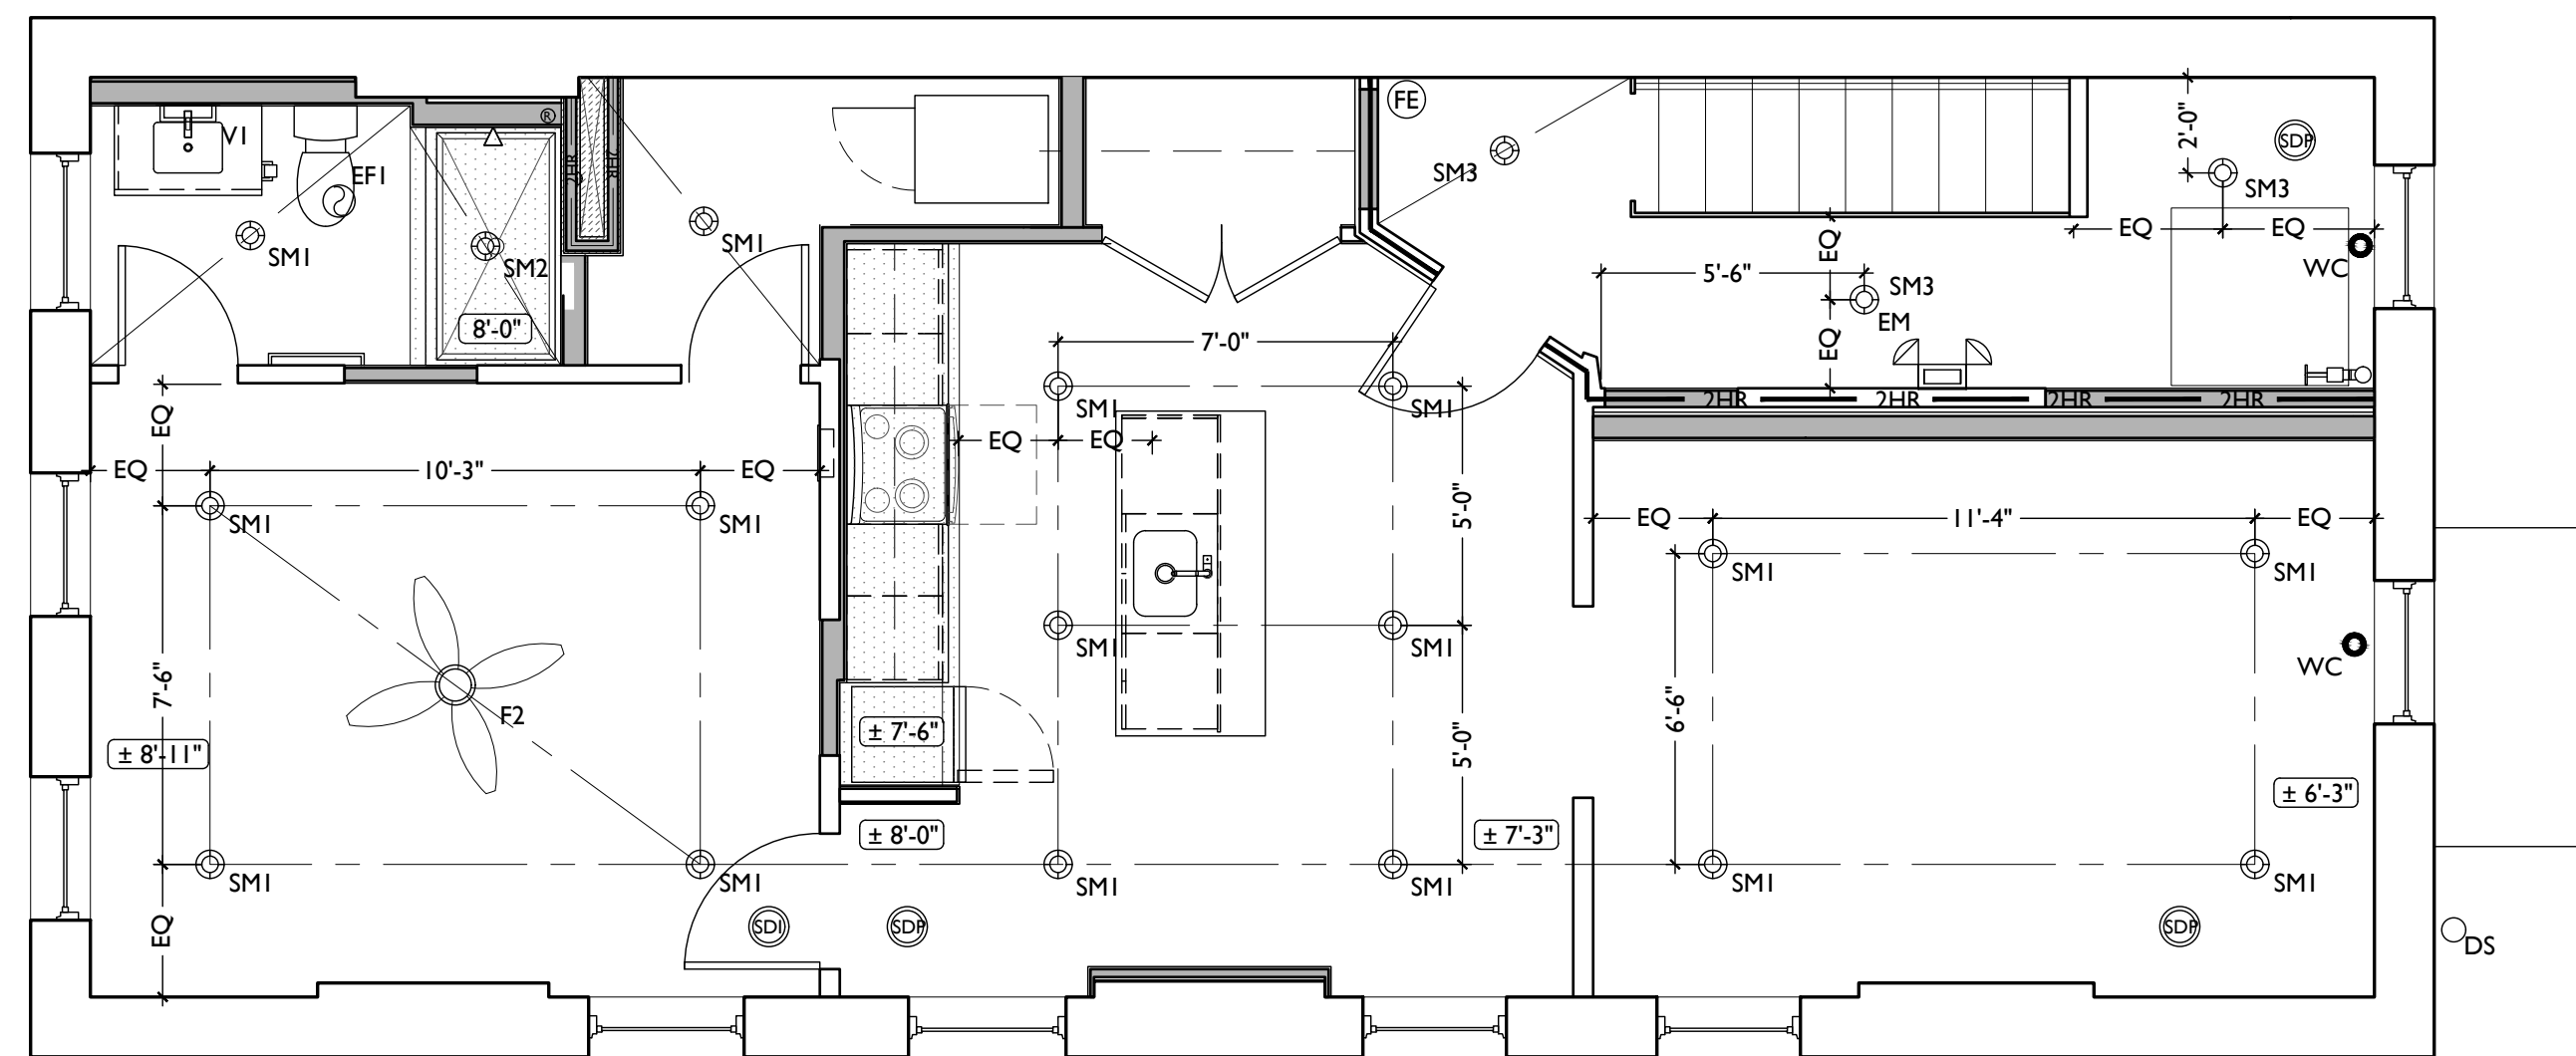 FE
2'-0"
SDP
®
V1
EF1
SM3
SM3
2HR
2HR
SM1
SM1
SM2
EQ
EQ
EQ
WC
5'-6"
SM3
EM
EQ
8'-0"
7'-0"
SM1
SM1
2HR
2HR
2HR
2HR
EQ
EQ
EQ
EQ
10'-3"
EQ
5'-0"
SM1
SM1
EQ
11'-4"
EQ
SM1
SM1
SM1
SM1
WC
7'-6"
6'-6"
F2
± 8'-11"
± 7'-6"
5'-0"
± 6'-3"
± 8'-0"
± 7'-3"
SM1
SM1
SM1
SM1
SM1
SM1
EQ
SD1
SDP
SDP
DS